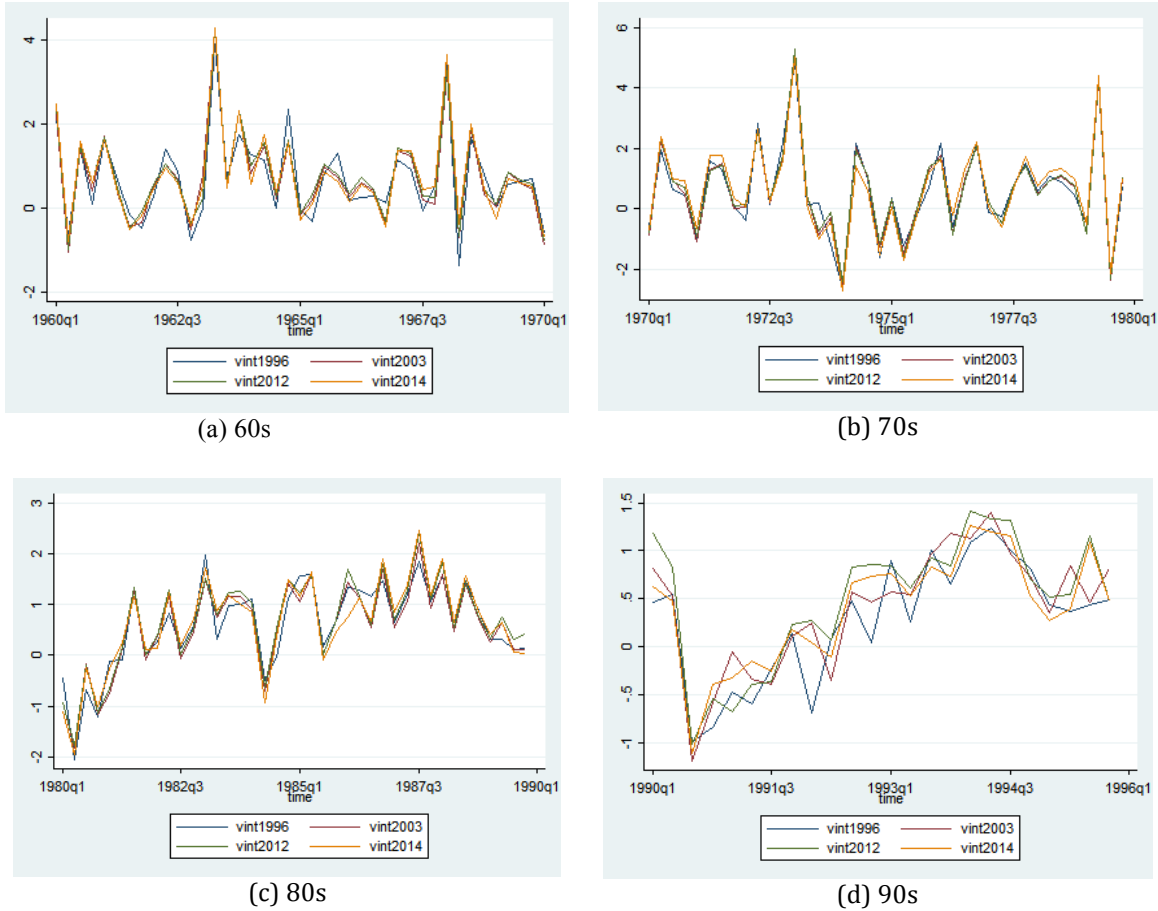 4
2
0
-2
1960q1 1962q3 1965q1 1967q3 1970q1
time
vint1996 vint2003
vint2012 vint2014
(a) 60s
6
4
2
0
-2
1970q1 1972q3 1975q1 1977q3 1980q1
time
vint1996 vint2003
vint2012 vint2014
(b) 70s
3
2
1
0
-1
-2
1980q1 1982q3 1985q1 1987q3 1990q1
time
vint1996 vint2003
vint2012 vint2014
(c) 80s
1.5
1
.5
0
-.5
-1
1990q1 1991q3 1993q1 1994q3 1996q1
time
vint1996 vint2003
vint2012 vint2014
(d) 90s